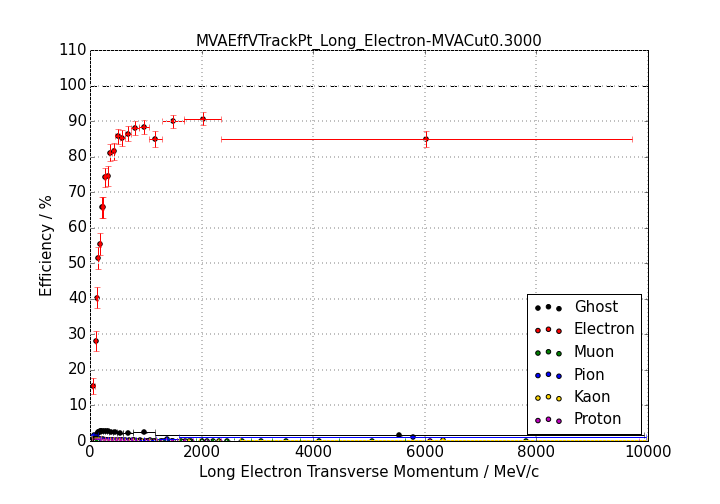 MVAEffVTrackPt_Long_Electron-MVACut0.3000
110
100
90
80
70
60
50
40
30
20
10
0
Efficiency / %
Ghost
Electron
Muon
Pion
Kaon
Proton
0 2000 4000 6000 8000 10000
Long Electron Transverse Momentum / MeV/c